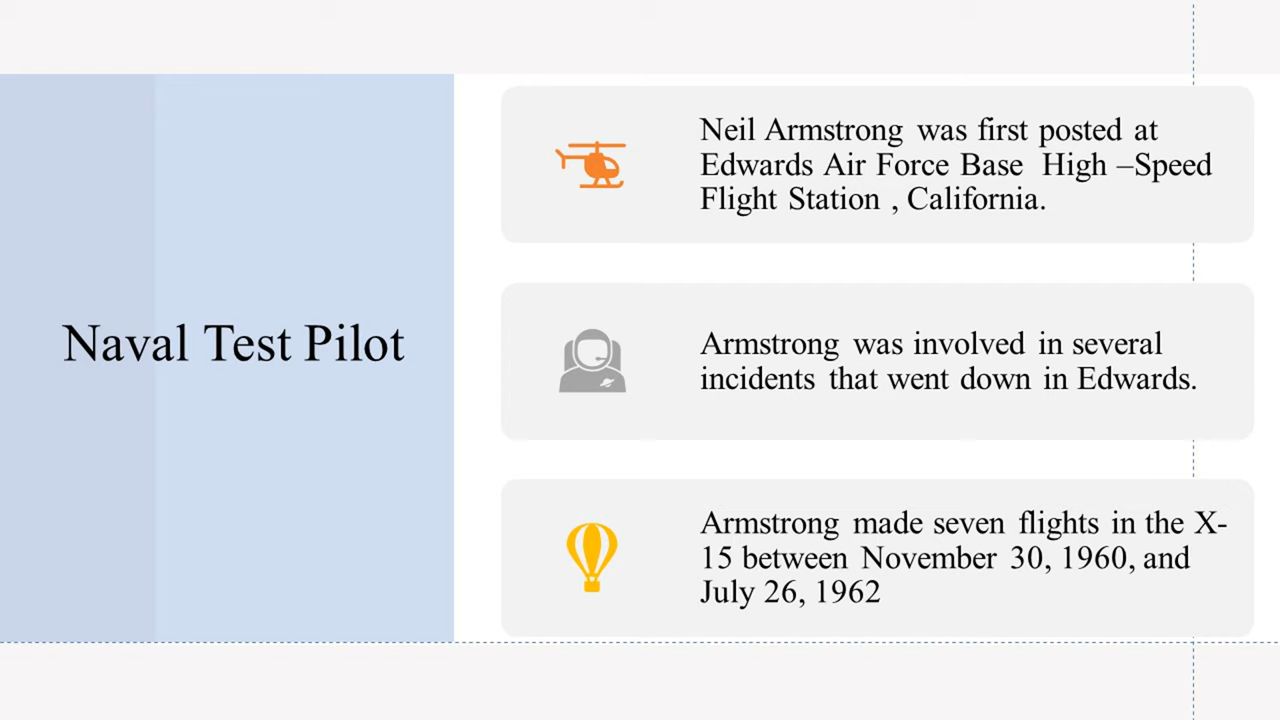 Naval Test Pilot
Neil Armstrong was first posted at
Edwards Air Force Base High –Speed
Flight Station , California.
Armstrong was involved in several
incidents that went down in Edwards.
Armstrong made seven flights in the X-
15 between November 30, 1960, and
July 26, 1962